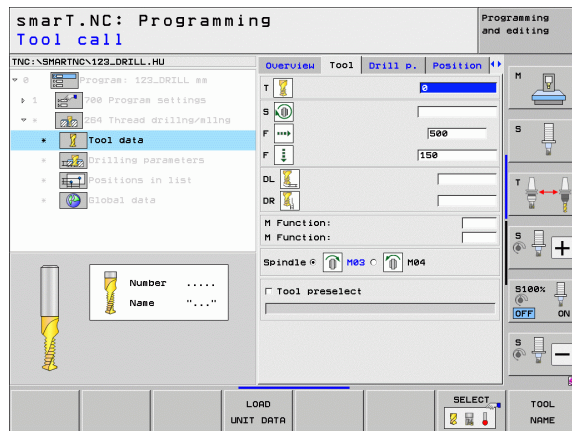 smarT.NC: Programming
Tool call
Programming
and editing
TNC:\SMARTNC\123_DRILL.HU
0 Program: 123_DRILL mm
1 700 Program settings
* 264 Thread drillng/mllng
* Tool data
* Drilling parameters
* Positions in list
* Global data
Overview Tool Drill p. Position
T 0
S
F 500
F 150
DL
DR
M Function:
M Function:
Spindle M03 M04
Tool preselect
Number .....
Name "..."
M
S
T
S
S100%
OFF ON
S
LOAD
UNIT DATA
SELECT
TOOL
NAME